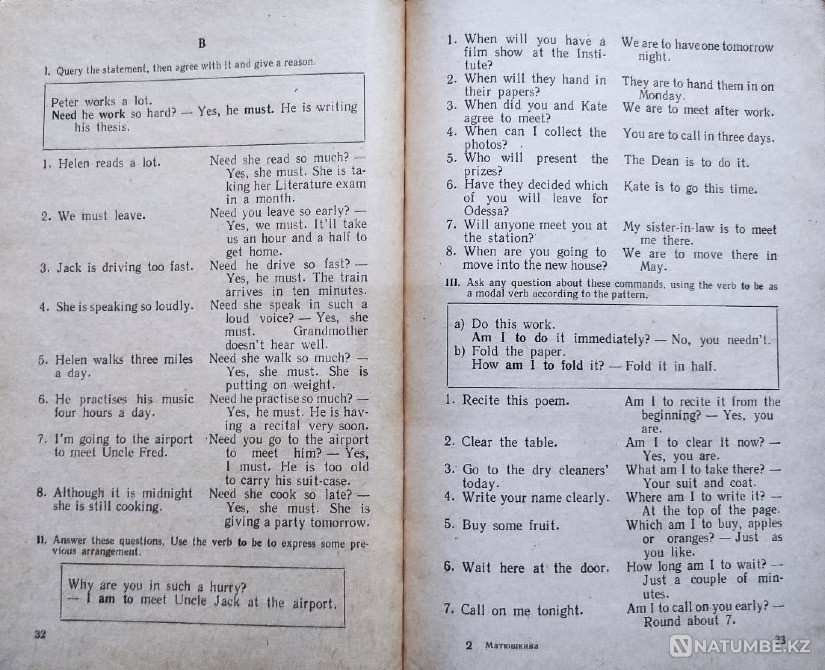 B
I. Query the statement, then agree with it and give a reason.
Peter works a lot.
Need he work so hard? — Yes, he must. He is writing
his thesis.
1. Helen reads a lot.
Need she read so much? —
Yes, she must. She is ta-
king her Literature exam
in a month.
2. We must leave.
Need you leave so early? —
Yes, we must. It'll take
us an hour and a half to
get home.
3. Jack is driving too fast.
Need he drive so fast? —
Yes, he must. The train
arrives in ten minutes.
4. She is speaking so loudly.
Need she speak in such a
loud voice? — Yes, she
must. Grandmother
doesn't hear well.
5. Helen walks three miles
a day.
Need she walk so much? —
Yes, she must. She is
putting on weight.
6. He practises his music
four hours a day.
Need he practise so much? —
Yes, he must. He is hav-
ing a recital very soon.
7. I'm going to the airport
to meet Uncle Fred.
Need you go to the airport
to meet him? — Yes,
I must. He is too old
to carry his suit-case.
8. Although it is midnight
she is still cooking.
Need she cook so late? —
Yes, she must. She is
giving a party tomorrow.
II. Answer these questions. Use the verb to be to express some pre-
vious arrangement.
Why are you in such a hurry?
— I am to meet Uncle Jack at the airport.
32
1. When will you have a
film show at the Insti-
tute?
We are to have one tomorrow
night.
2. When will they hand in
their papers?
They are to hand them in on
Monday.
3. When did you and Kate
agree to meet?
We are to meet after work.
4. When can I collect the
photos?
You are to call in three days.
5. Who will present the
prizes?
The Dean is to do it.
6. Have they decided which
of you will leave for
Odessa?
Kate is to go this time.
7. Will anyone meet you at
the station?
My sister-in-law is to meet
me there.
8. When are you going to
move into the new house?
We are to move there in
May.
III. Ask any question about these commands, using the verb to be as
a modal verb according to the pattern.
a) Do this work.
Am I to do it immediately? — No, you needn't.
b) Fold the paper.
How am I to fold it? — Fold it in half.
1. Recite this poem.
Am I to recite it from the
beginning? — Yes, you
are.
2. Clear the table.
Am I to clear it now? —
Yes, you are.
3. Go to the dry cleaners'
today.
What am I to take there? —
Your suit and coat.
4. Write your name clearly.
Where am I to write it? —
At the top of the page.
5. Buy some fruit.
Which am I to buy, apples
or oranges? — Just as
you like.
6. Wait here at the door.
How long am I to wait? —
Just a couple of min-
utes.
7. Call on me tonight.
Am I to call on you early? —
Round about 7.
2 Матюшкина
33
NATUMBE.KZ